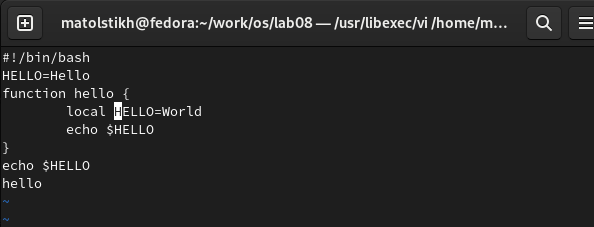 matolstikh@fedora:~/work/os/lab08 — /usr/libexec/vi /home/m...
#!/bin/bash
HELLO=Hello
function hello {
        local HELLO=World
        echo $HELLO
}
echo $HELLO
hello
~
~